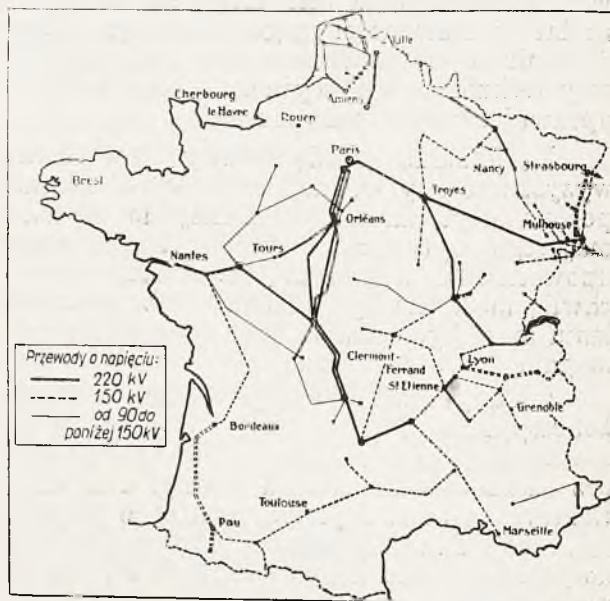 Lille
Cherbourg
le Havre
Amiens
Rouen
Paris
Nancy
Strasbourg
Brest
Troyes
Orléans
Mulhouse
Tours
Nantes
Przewody o napięciu:
220 kV
150 kV
od 90 do
poniżej 150 kV
Clermont-
Ferrand
Lyon
St Etienne
Grenoble
Bordeaux
Toulouse
Pau
Marseille